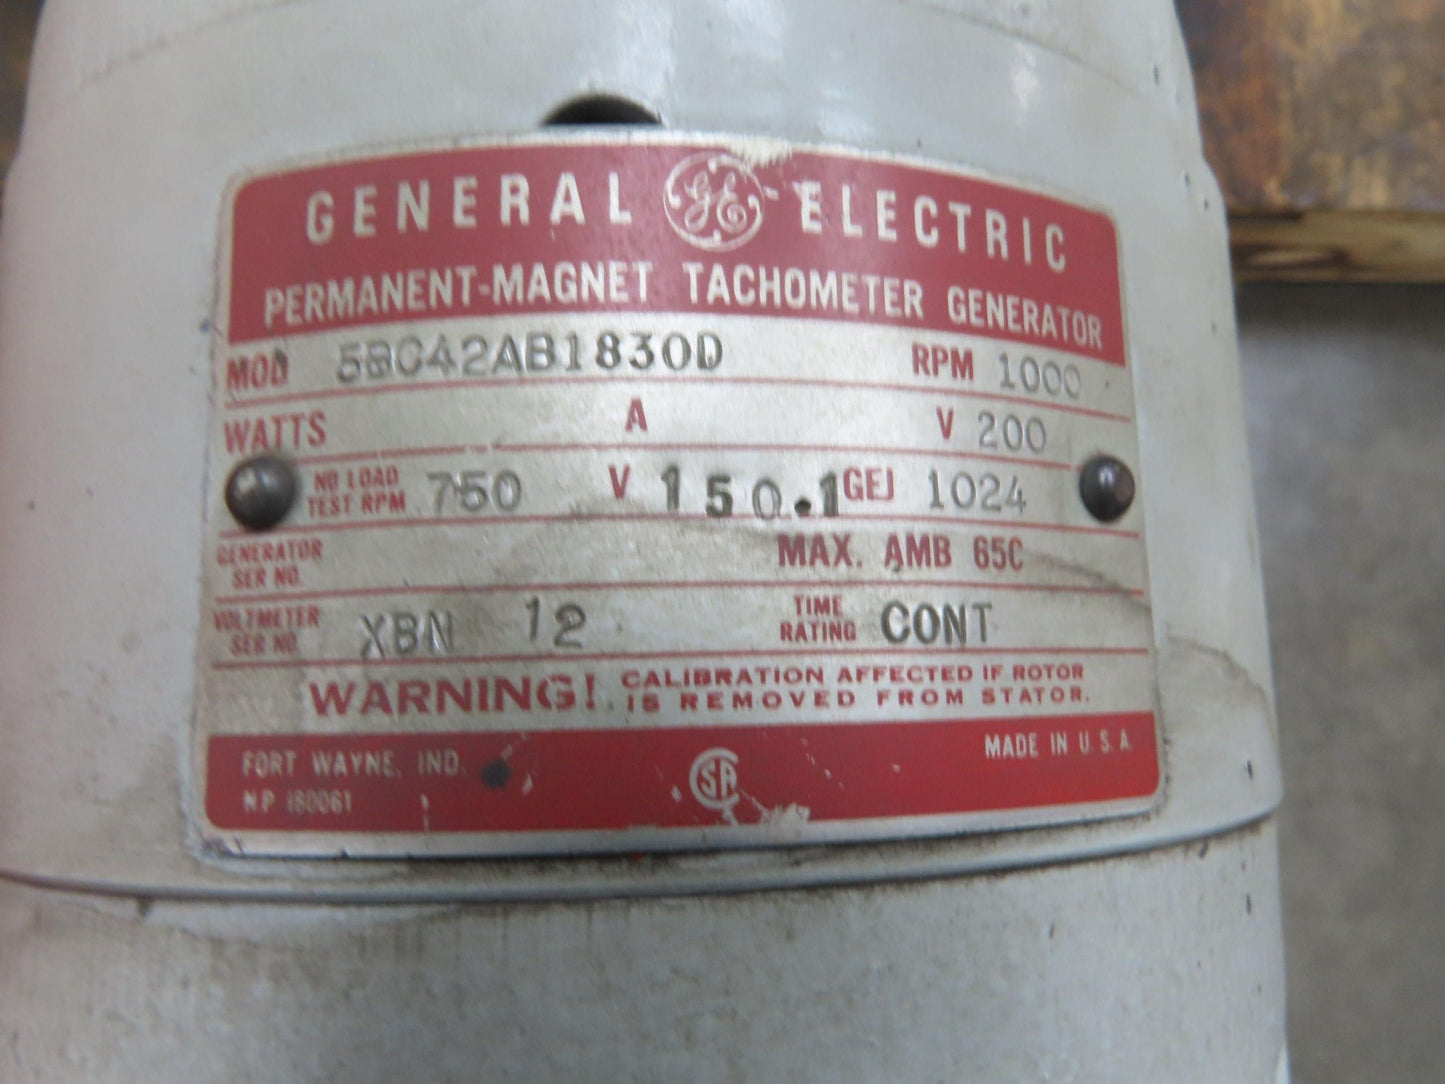 GENERAL GE ELECTRIC
PERMANENT-MAGNET TACHOMETER GENERATOR
MOD 5BC42AB1830D RPM 1000
WATTS A V 200
NO LOAD TEST RPM 750 V 150.1 GEJ 1024
GENERATOR SER NO. MAX. AMB 65C
VOLTMETER SER NO. XBN 12 TIME RATING CONT
WARNING! CALIBRATION AFFECTED IF ROTOR
IS REMOVED FROM STATOR.
FORT WAYNE, IND. CSA MADE IN U.S.A.
N.P 180061